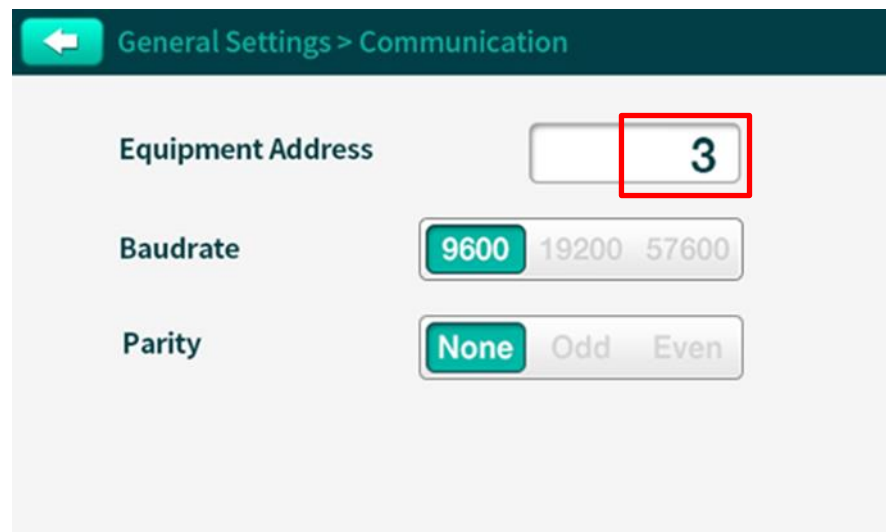 General Settings > Communication
Equipment Address 3
Baudrate 9600 19200 57600
Parity None Odd Even